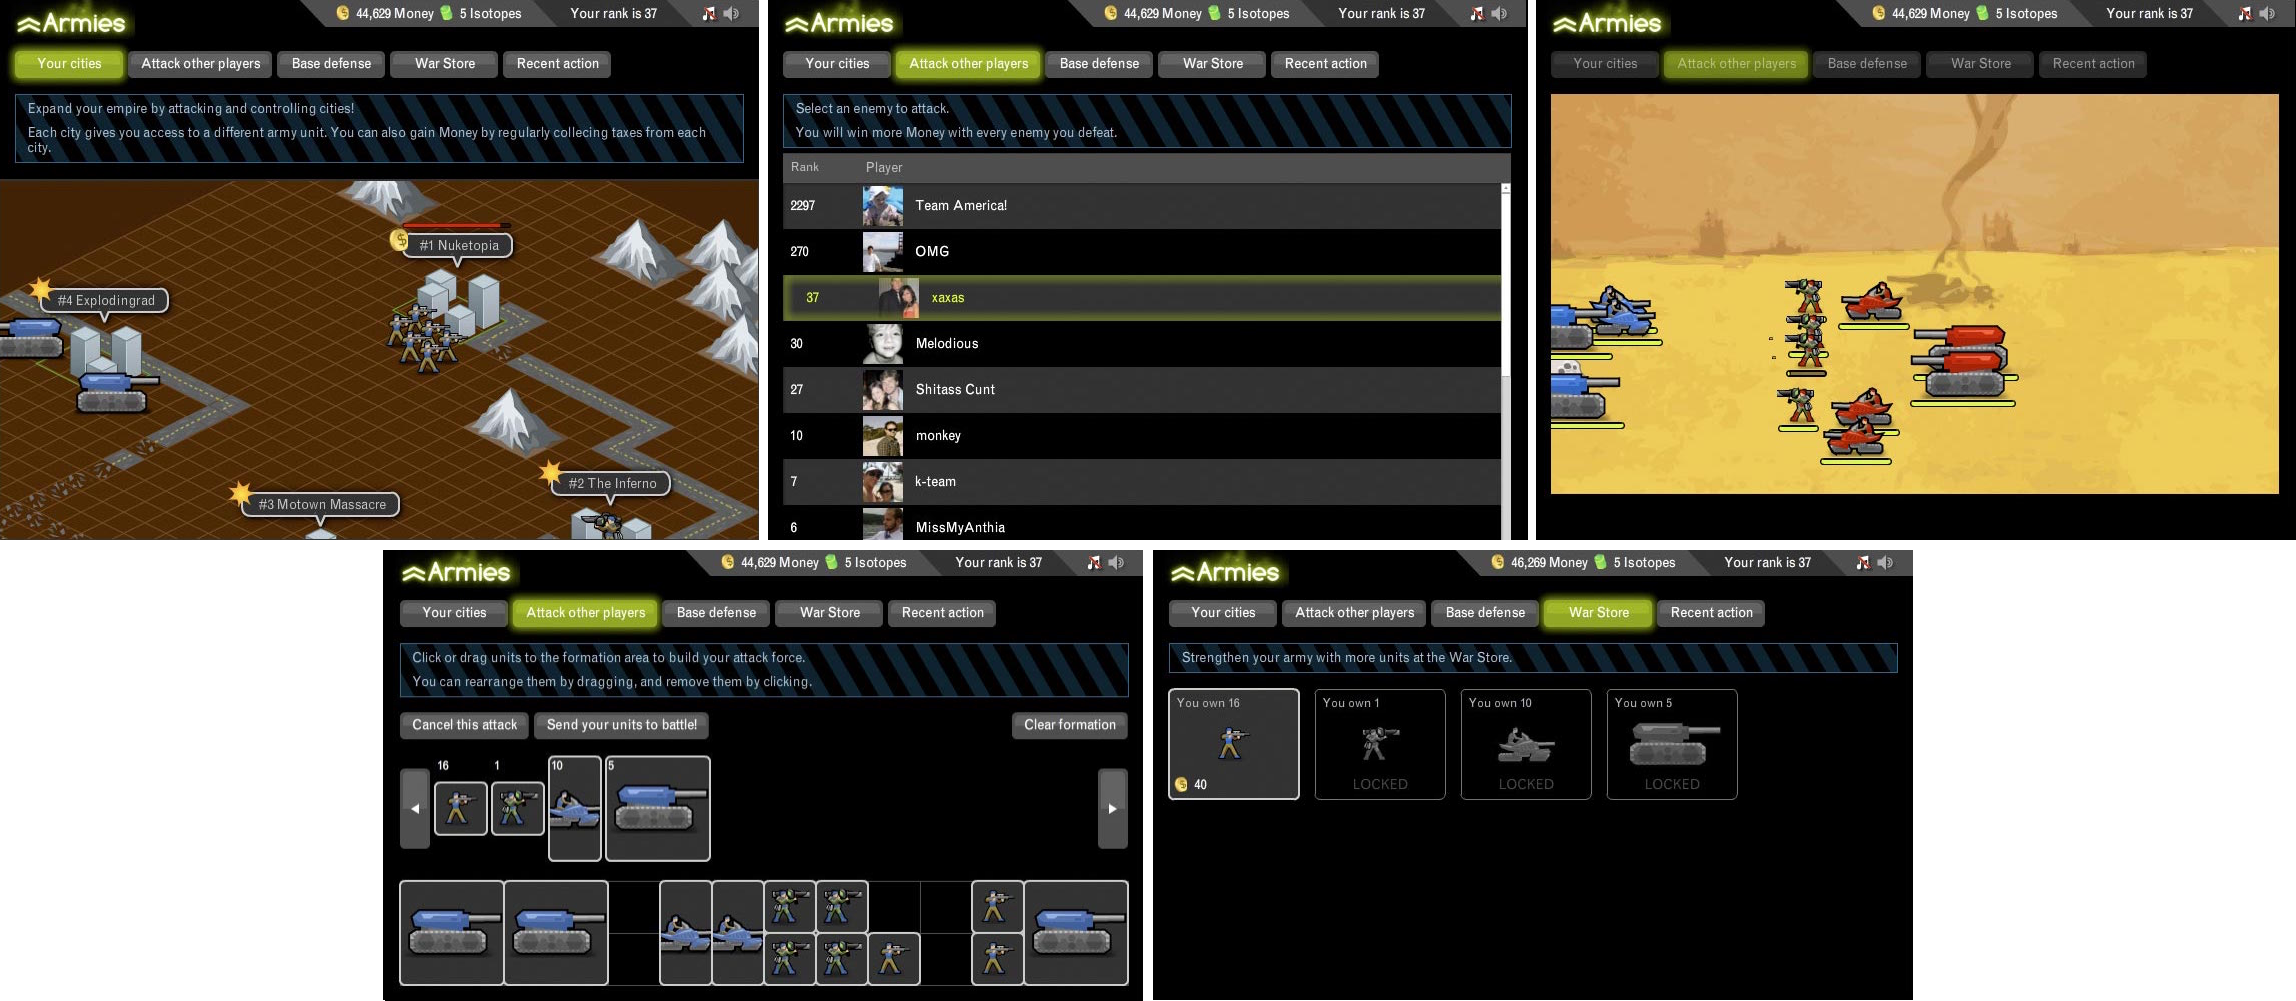 Armies
44,629 Money 5 Isotopes Your rank is 37
Your cities Attack other players Base defense War Store Recent action
Expand your empire by attacking and controlling cities!
Each city gives you access to a different army unit. You can also gain Money by regularly collecing taxes from each
city.
#1 Nuketopia
#4 Explodingrad
#2 The Inferno
#3 Motown Massacre
Armies
44,629 Money 5 Isotopes Your rank is 37
Your cities Attack other players Base defense War Store Recent action
Select an enemy to attack.
You will win more Money with every enemy you defeat.
Rank Player
2297 Team America!
270 OMG
37 xaxas
30 Melodious
27 Shitass Cunt
10 monkey
7 k-team
6 MissMyAnthia
Armies
44,629 Money 5 Isotopes Your rank is 37
Your cities Attack other players Base defense War Store Recent action
Armies
44,629 Money 5 Isotopes Your rank is 37
Your cities Attack other players Base defense War Store Recent action
Click or drag units to the formation area to build your attack force.
You can rearrange them by dragging, and remove them by clicking.
Cancel this attack Send your units to battle! Clear formation
16 1 10 5
Armies
46,269 Money 5 Isotopes Your rank is 37
Your cities Attack other players Base defense War Store Recent action
Strengthen your army with more units at the War Store.
You own 16 You own 1 You own 10 You own 5
40 LOCKED LOCKED LOCKED